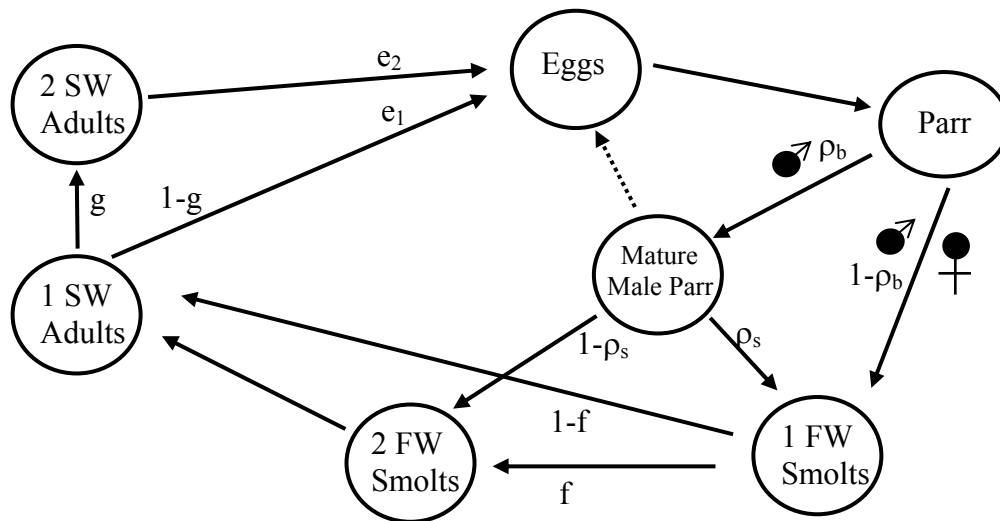 2 SW
Adults
e₂
e₁
Eggs
Parr
♂ ρb
g
1-g
♂ ♀
1-ρb
Mature
Male Parr
1 SW
Adults
1-ρs
ρs
1-f
2 FW
Smolts
f
1 FW
Smolts